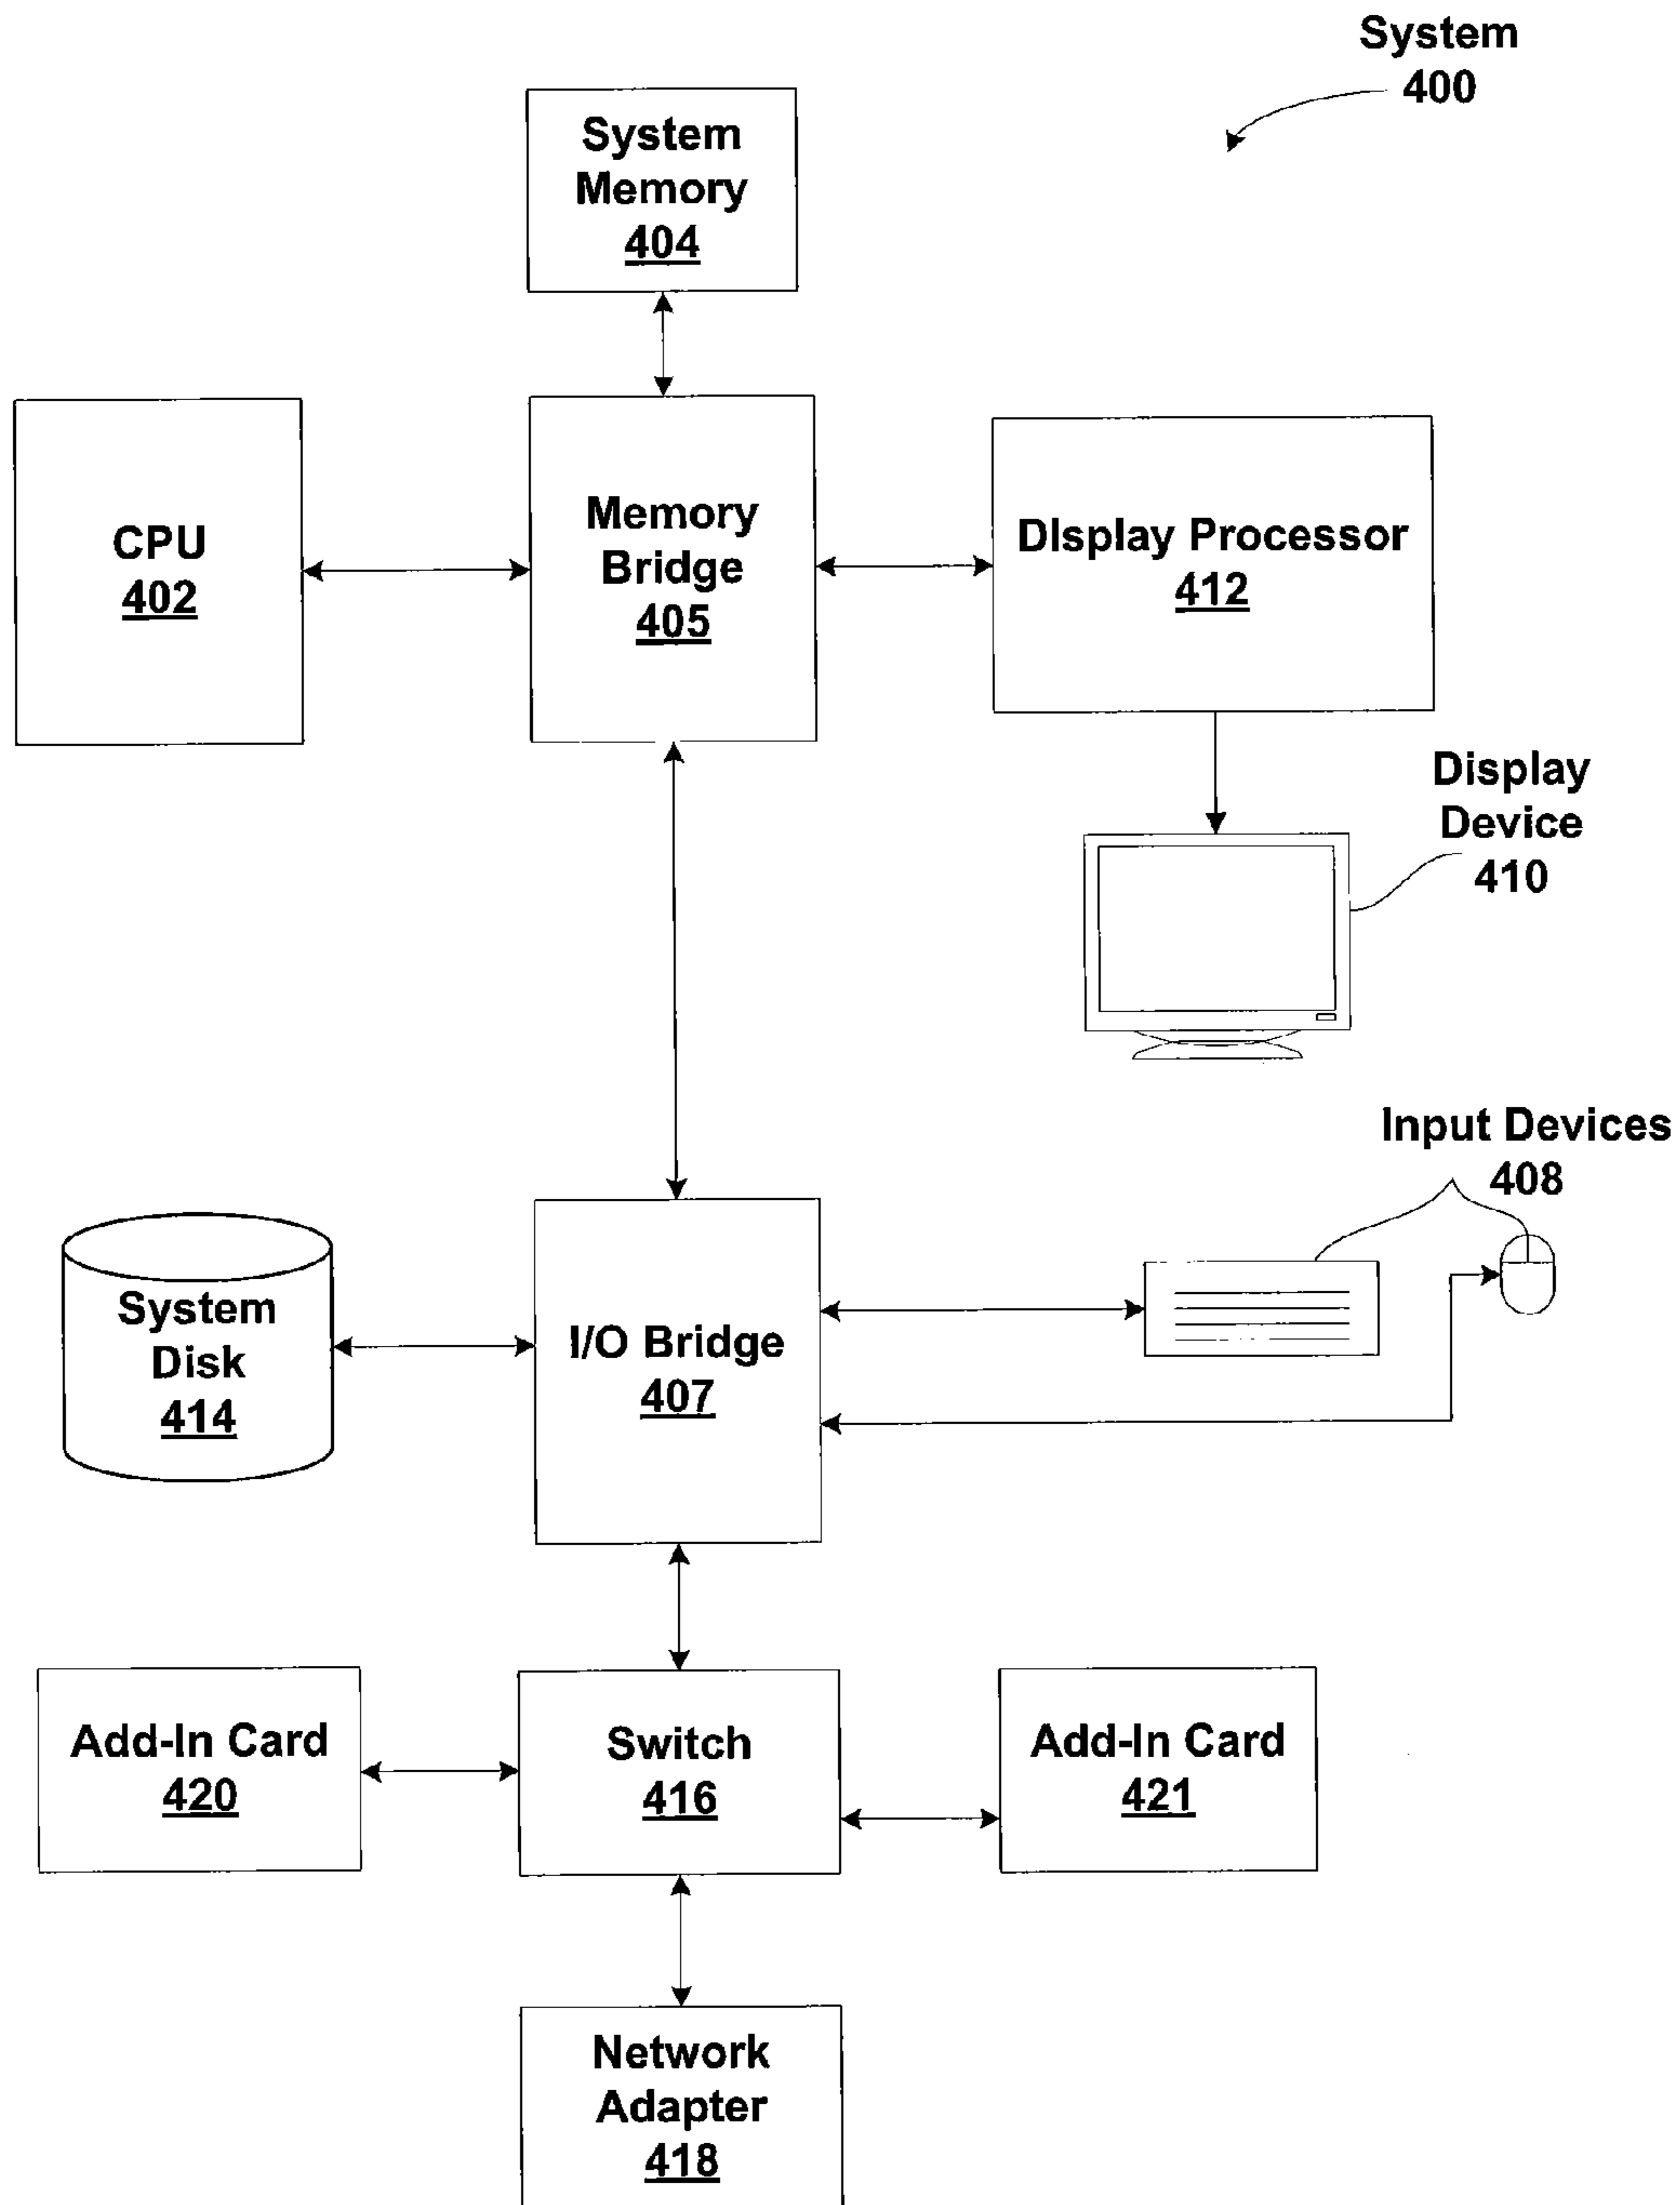 System
400
System
Memory
404
CPU
402
Memory
Bridge
405
DIsplay Processor
412
Display
Device
410
Input Devices
408
System
Disk
414
I/O Bridge
407
Add-In Card
420
Switch
416
Add-In Card
421
Network
Adapter
418